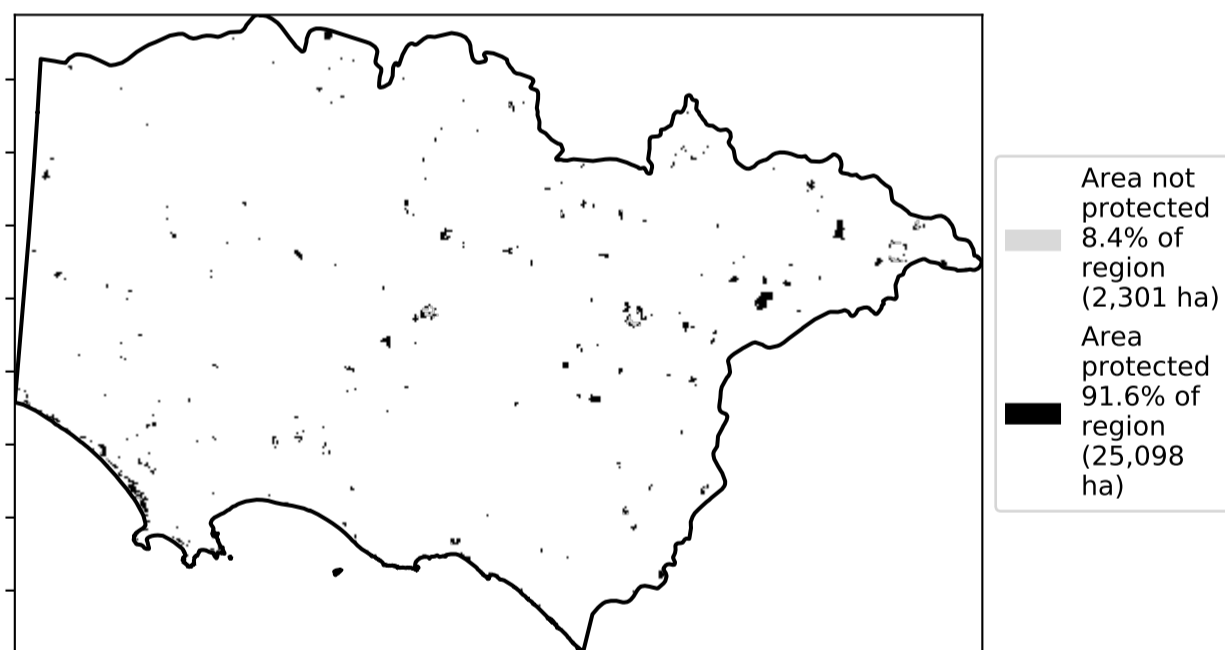 Area not
protected
8.4% of
region
(2,301 ha)
Area
protected
91.6% of
region
(25,098
ha)